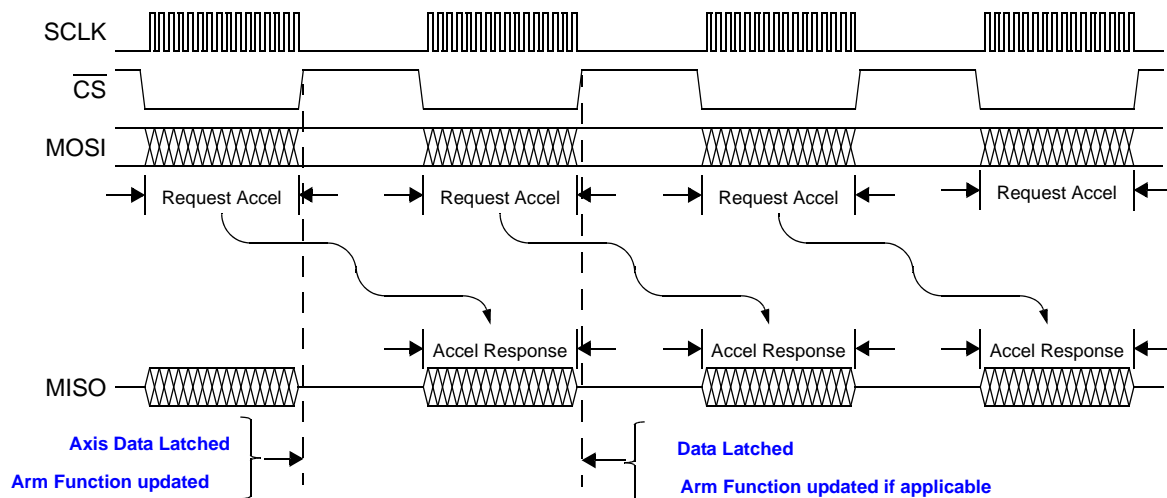 SCLK
CS
MOSI
Request Accel
Request Accel
Request Accel
Request Accel
Accel Response
Accel Response
Accel Response
MISO
Axis Data Latched
Arm Function updated
Data Latched
Arm Function updated if applicable